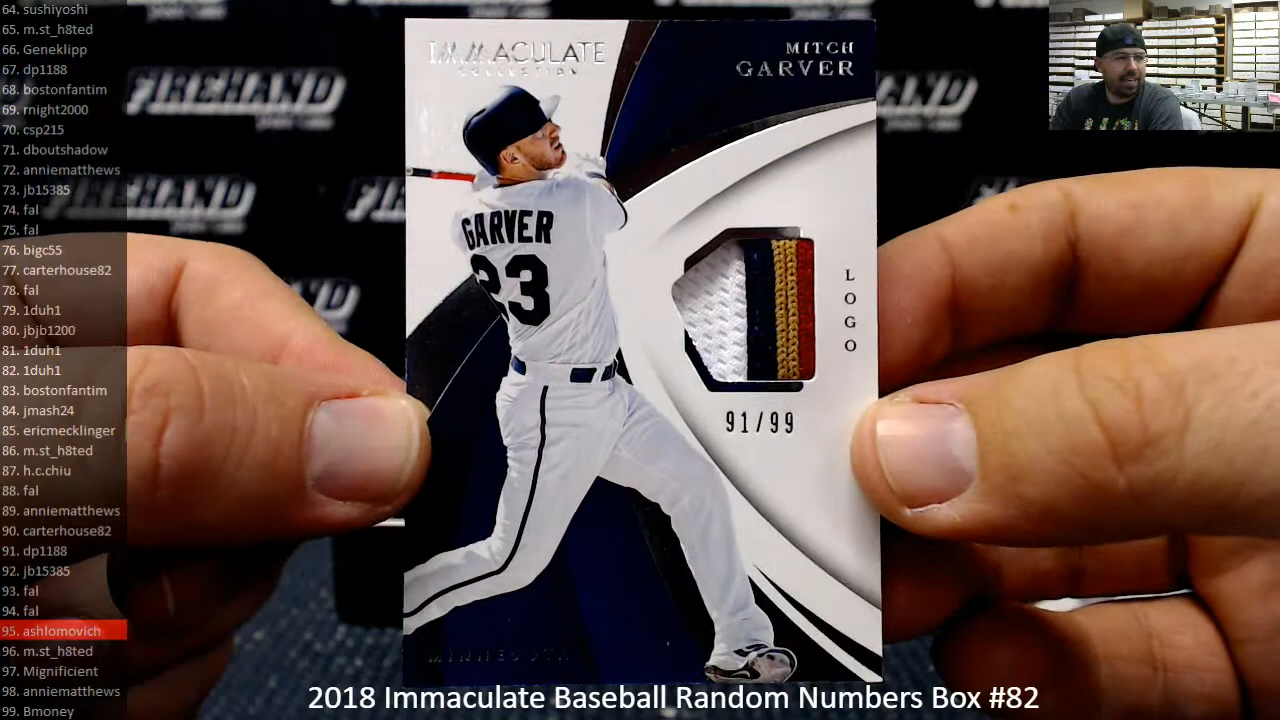 64. sushiyoshi
65. m.st_h8ted
66. Geneklipp
67. dp1188
68. bostonfantim
69. rnight2000
70. csp215
71. dboutshadow
72. anniematthews
73. jb15385
74. fal
75. fal
76. bigc55
77. carterhouse82
78. fal
79. 1duh1
80. jbjb1200
81. 1duh1
82. 1duh1
83. bostonfantim
84. jmash24
85. ericmecklinger
86. m.st_h8ted
87. h.c.chiu
88. fal
89. anniematthews
90. carterhouse82
91. dp1188
92. jb15385
93. fal
94. fal
95. ashlomovich
96. m.st_h8ted
97. Mignificient
98. anniematthews
99. Bmoney
FIREHAND
IMMACULATE
COLLECTION
MITCH
GARVER
GARVER
23
LOGO
91/99
MINNESOTA
2018 Immaculate Baseball Random Numbers Box #82